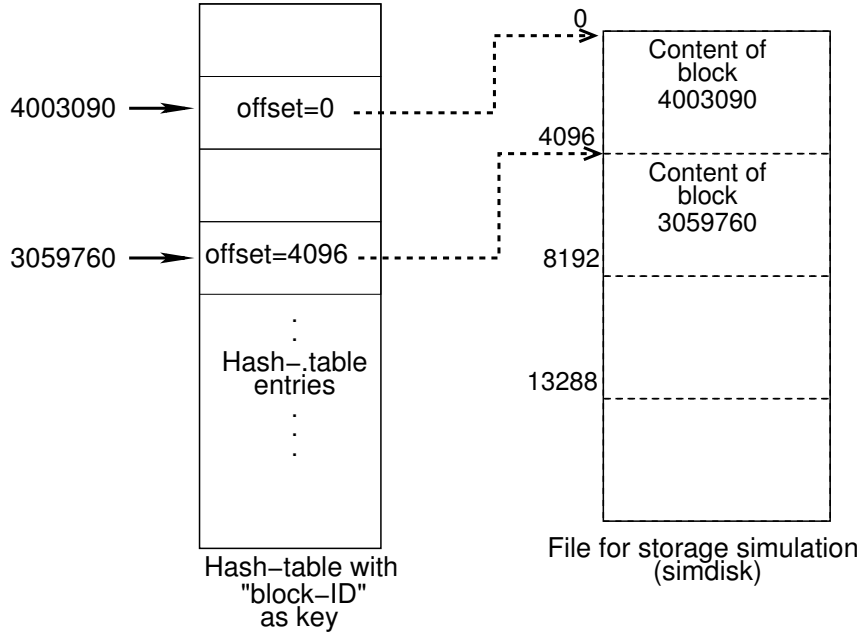 4003090
offset=0
3059760
offset=4096
.
.
Hash-.table
entries
.
.
.
Hash-table with
"block-ID"
as key
0
Content of
block
4003090
4096
Content of
block
3059760
8192
13288
File for storage simulation
(simdisk)